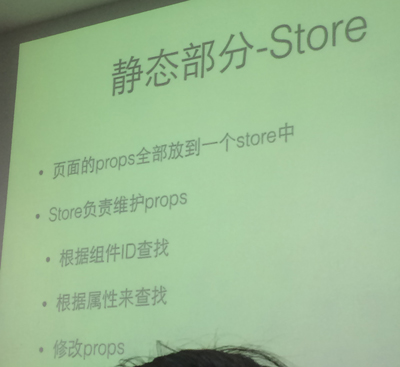 静态部分-Store
• 页面的props全部放到一个store中
• Store负责维护props
• 根据组件ID查找
• 根据属性来查找
• 修改props